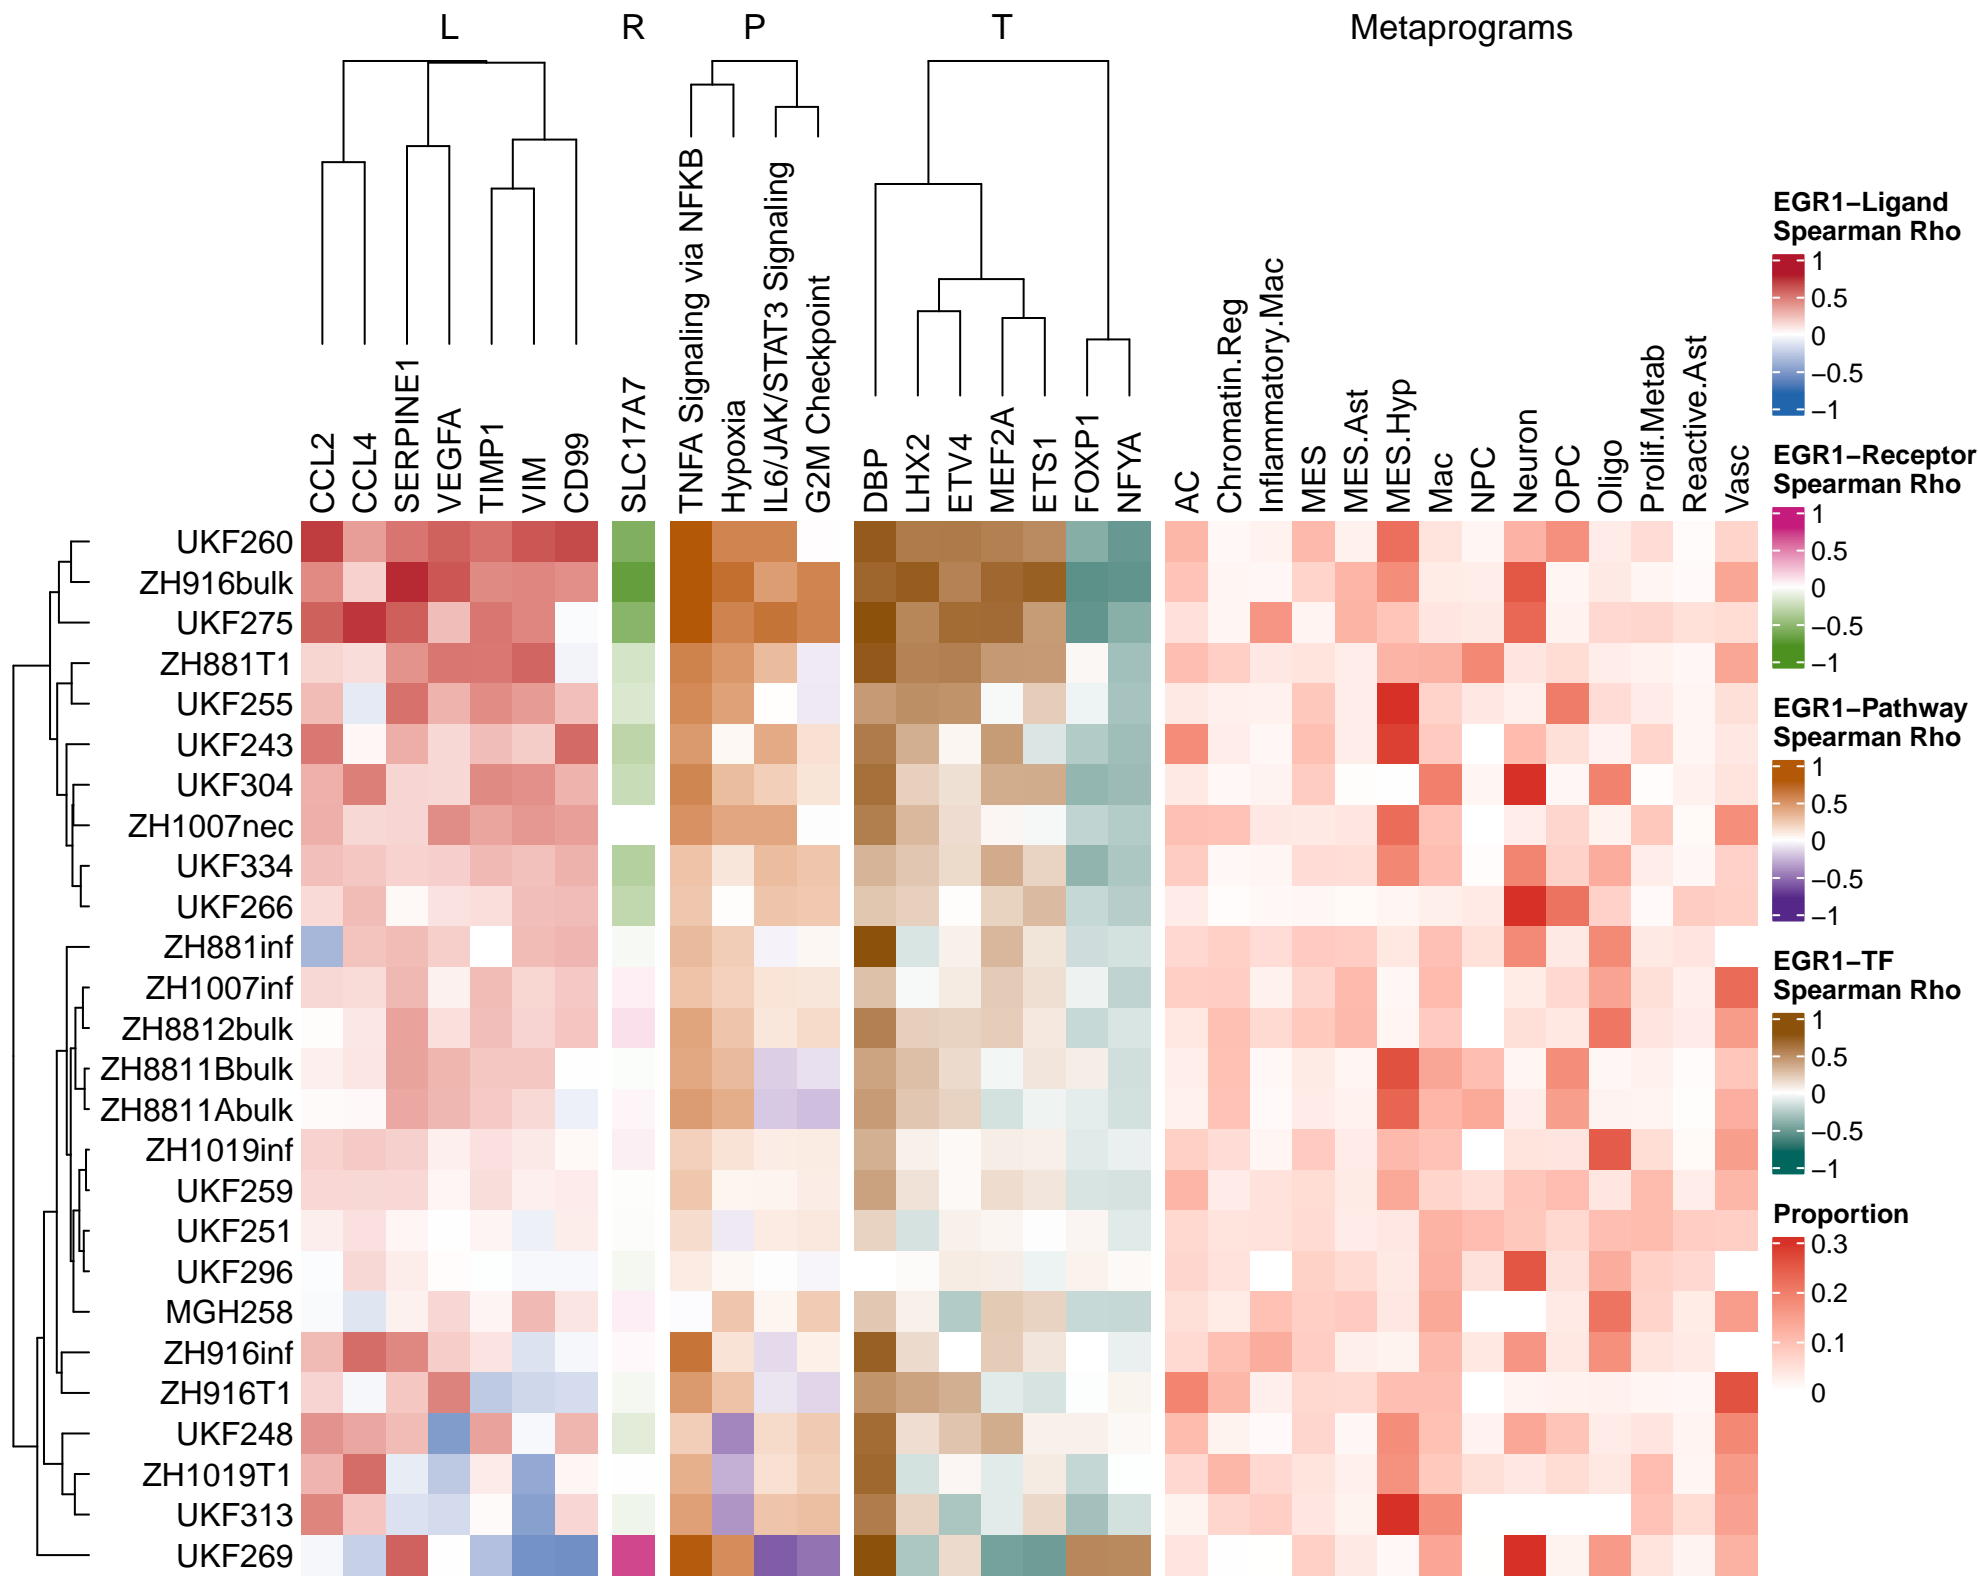 L R P T Metaprograms
CCL2
CCL4
SERPINE1
VEGFA
TIMP1
VIM
CD99
SLC17A7
TNFA Signaling via NFKB
Hypoxia
IL6/JAK/STAT3 Signaling
G2M Checkpoint
DBP
LHX2
ETV4
MEF2A
ETS1
FOXP1
NFYA
AC
Chromatin.Reg
Inflammatory.Mac
MES
MES.Ast
MES.Hyp
Mac
NPC
Neuron
OPC
Oligo
Prolif.Metab
Reactive.Ast
Vasc
UKF260
ZH916bulk
UKF275
ZH881T1
UKF255
UKF243
UKF304
ZH1007nec
UKF334
UKF266
ZH881inf
ZH1007inf
ZH8812bulk
ZH8811Bbulk
ZH8811Abulk
ZH1019inf
UKF259
UKF251
UKF296
MGH258
ZH916inf
ZH916T1
UKF248
ZH1019T1
UKF313
UKF269
EGR1−Ligand
Spearman Rho
1
0.5
0
−0.5
−1
EGR1−Receptor
Spearman Rho
1
0.5
0
−0.5
−1
EGR1−Pathway
Spearman Rho
1
0.5
0
−0.5
−1
EGR1−TF
Spearman Rho
1
0.5
0
−0.5
−1
Proportion
0.3
0.2
0.1
0